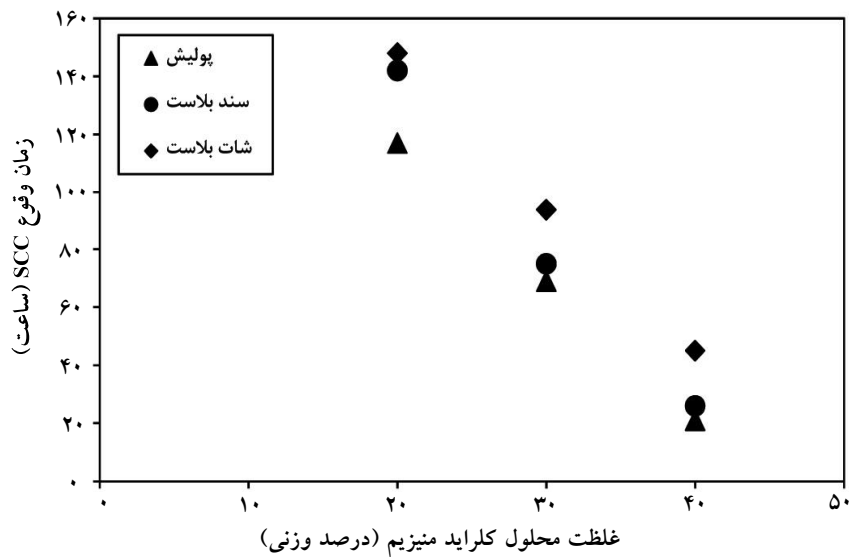 ۱۶۰
۱۴۰
۱۲۰
۱۰۰
۸۰
۶۰
۴۰
۲۰
۰
پولیش
سند بلاست
شات بلاست
زمان وقوع SCC (ساعت)
۰ ۱۰ ۲۰ ۳۰ ۴۰ ۵۰
غلظت محلول کلراید منیزیم (درصد وزنی)